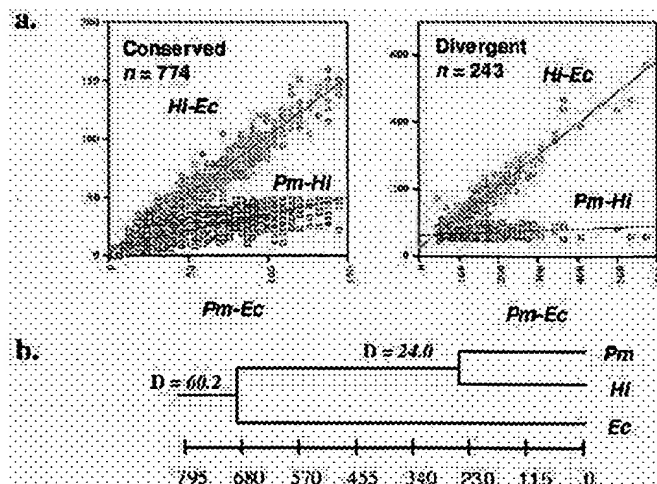 a.
Conserved
n = 774
Hi-Ec
Pm-Hi
Pm-Ec
Divergent
n = 243
Hi-Ec
Pm-Hi
Pm-Ec
b.
D = 24.0
Pm
D = 60.2
Hi
Ec
795 680 570 455 340 230 115 0